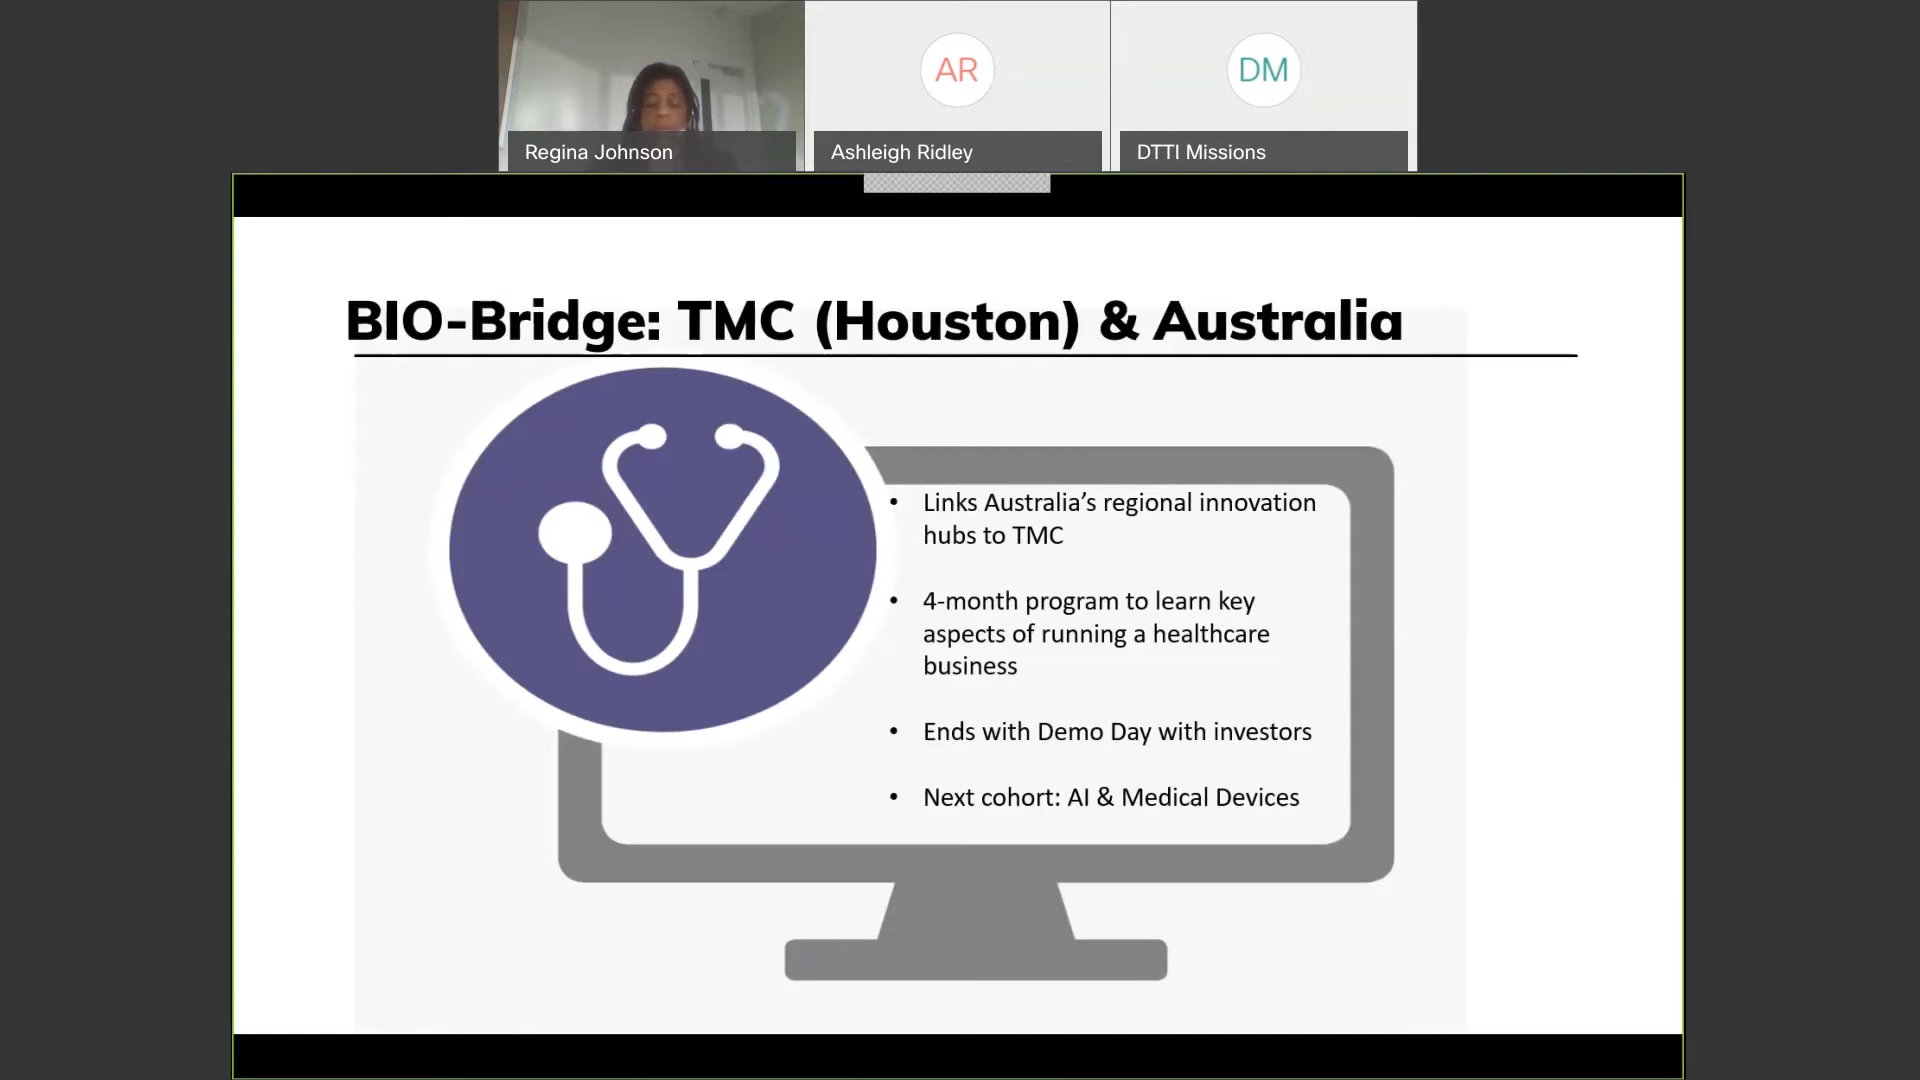 AR
DM
Regina Johnson
Ashleigh Ridley
DTTI Missions
BIO-Bridge: TMC (Houston) & Australia
• Links Australia’s regional innovation
hubs to TMC
• 4-month program to learn key
aspects of running a healthcare
business
• Ends with Demo Day with investors
• Next cohort: AI & Medical Devices